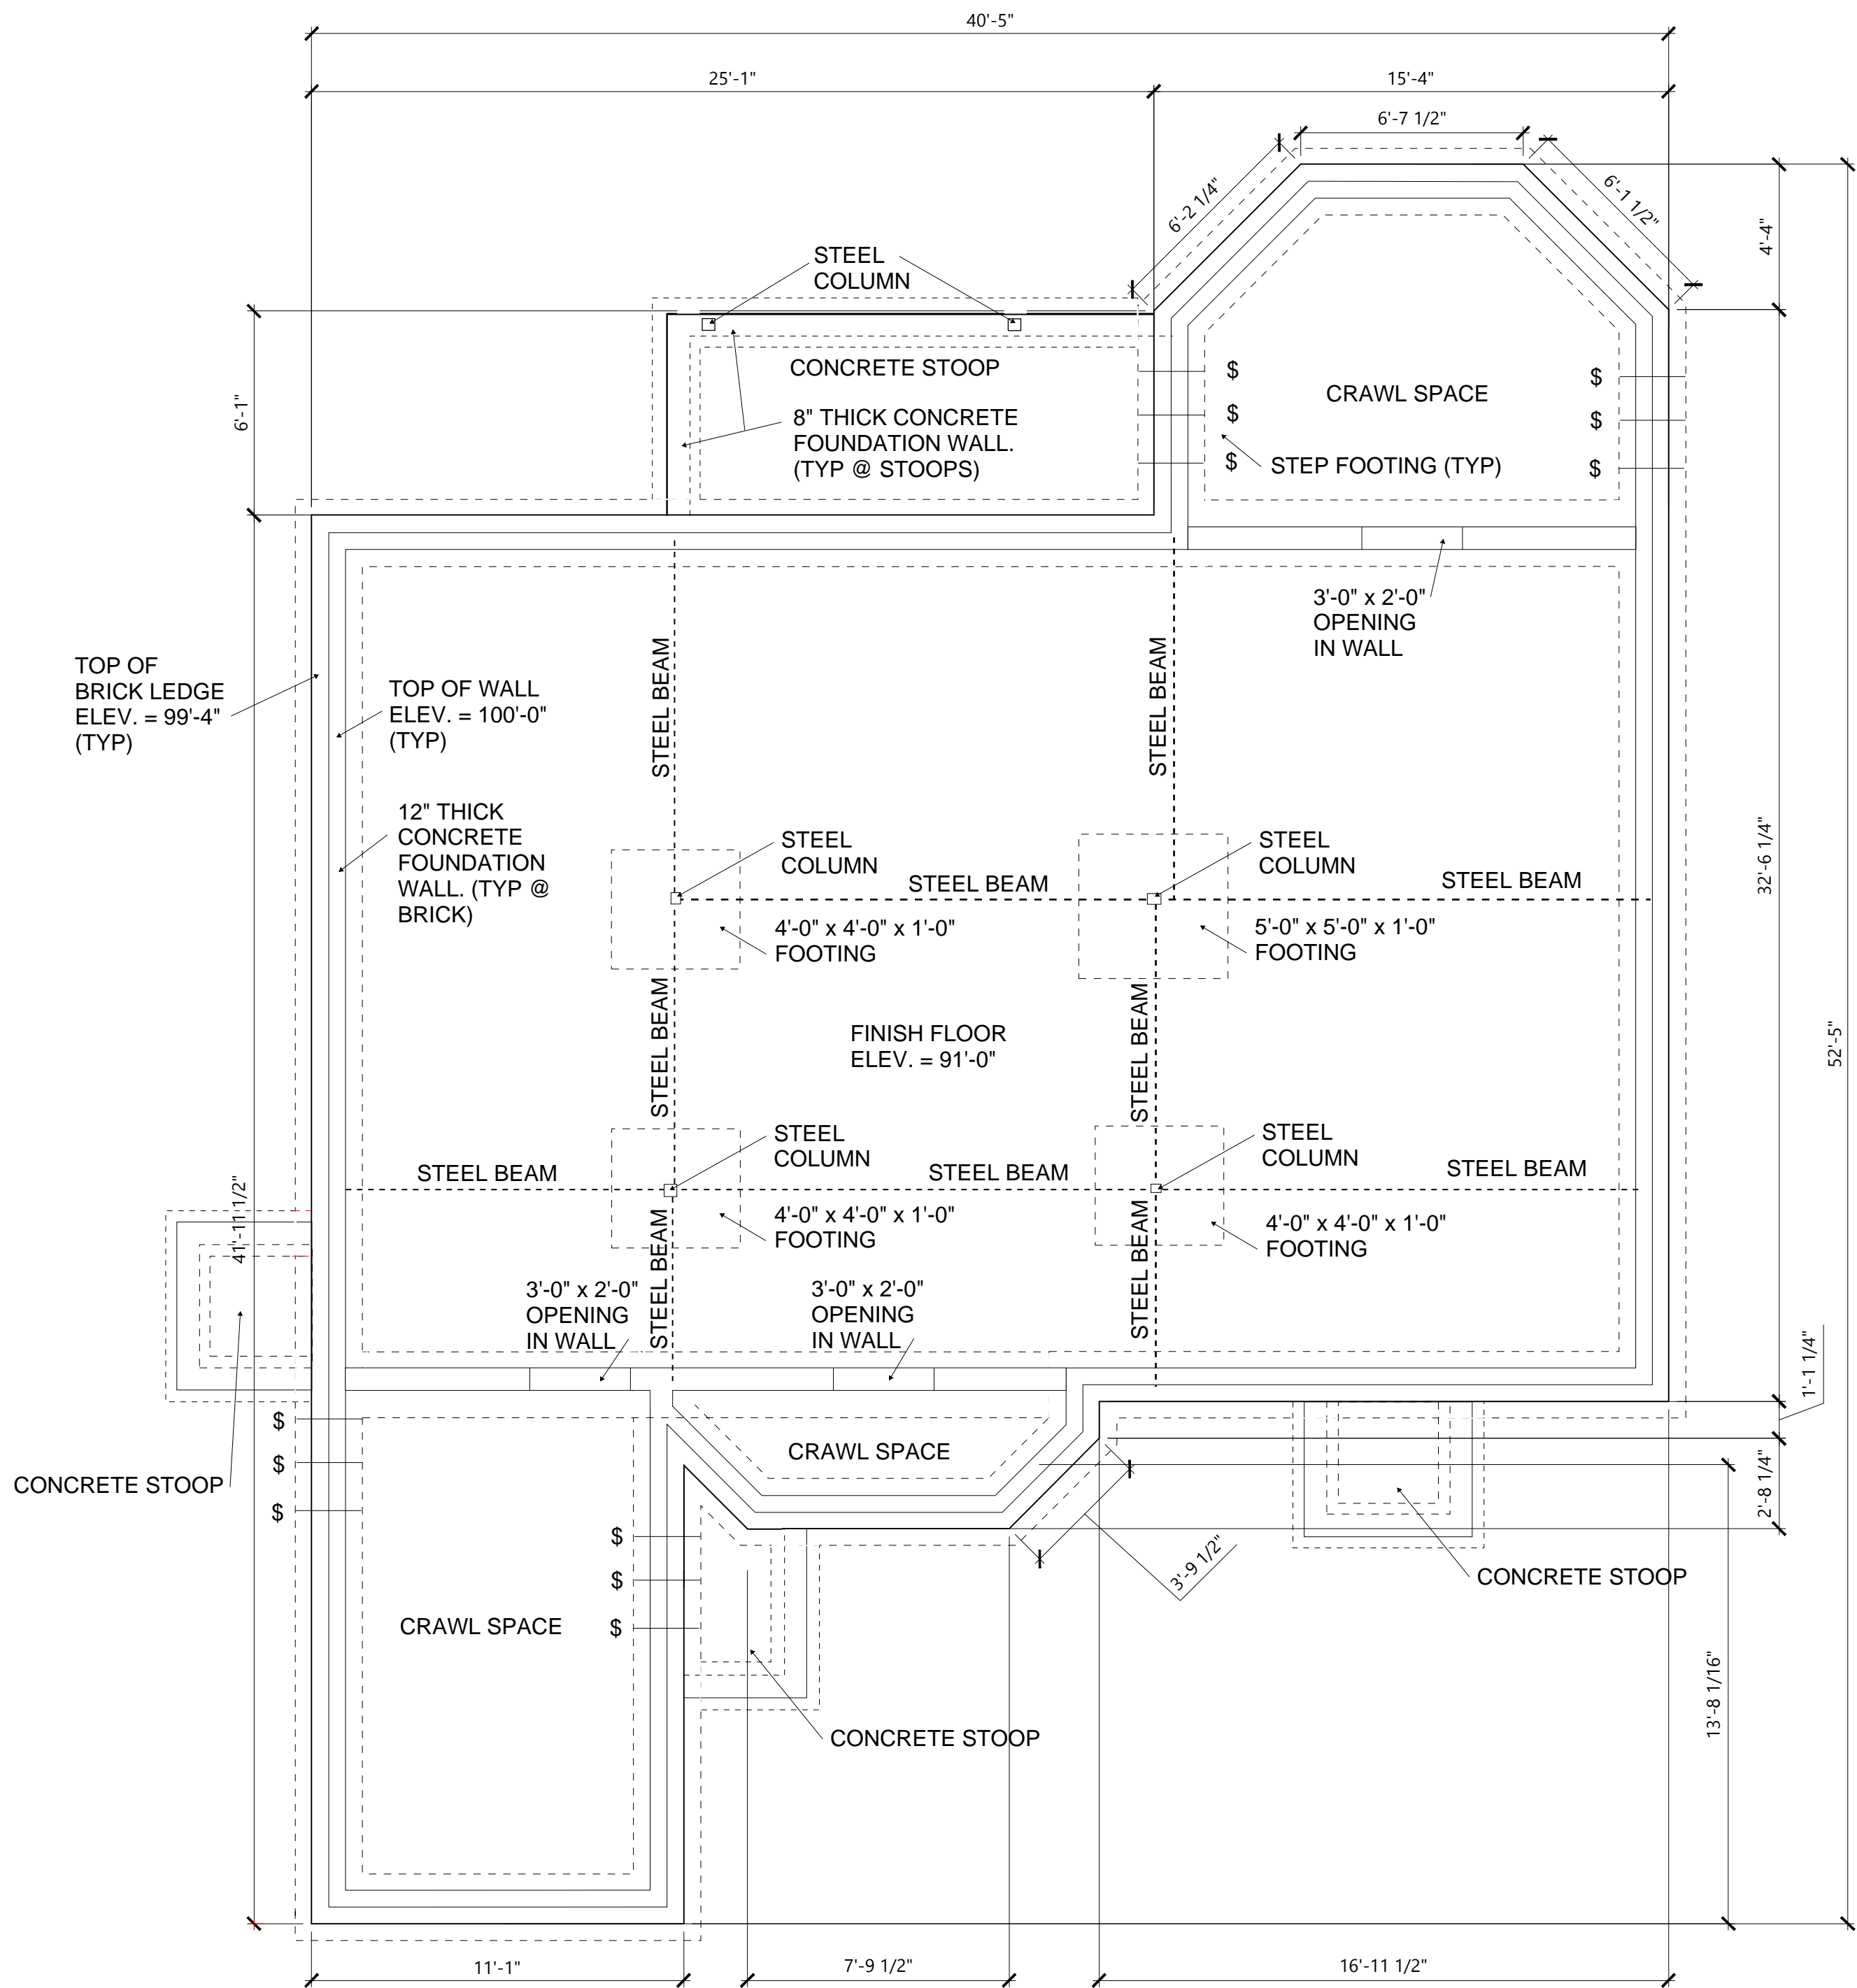 40'-5"
25'-1"
15'-4"
6'-7 1/2"
6'-2 1/4"
6'-1 1/2"
4'-4"
STEEL
COLUMN
6'-1"
CONCRETE STOOP
8" THICK CONCRETE
FOUNDATION WALL.
(TYP @ STOOPS)
$
$
$
CRAWL SPACE
STEP FOOTING (TYP)
$
$
$
3'-0" x 2'-0"
OPENING
IN WALL
TOP OF
BRICK LEDGE
ELEV. = 99'-4"
(TYP)
TOP OF WALL
ELEV. = 100'-0"
(TYP)
STEEL BEAM
STEEL BEAM
12" THICK
CONCRETE
FOUNDATION
WALL. (TYP @
BRICK)
STEEL
COLUMN
STEEL BEAM
STEEL
COLUMN
STEEL BEAM
32'-6 1/4"
4'-0" x 4'-0" x 1'-0"
FOOTING
5'-0" x 5'-0" x 1'-0"
FOOTING
STEEL BEAM
FINISH FLOOR
ELEV. = 91'-0"
STEEL BEAM
52'-5"
STEEL BEAM
STEEL
COLUMN
STEEL BEAM
STEEL
COLUMN
STEEL BEAM
41'-11 1/2"
4'-0" x 4'-0" x 1'-0"
FOOTING
4'-0" x 4'-0" x 1'-0"
FOOTING
3'-0" x 2'-0"
OPENING
IN WALL
STEEL BEAM
3'-0" x 2'-0"
OPENING
IN WALL
STEEL BEAM
1'-1 1/4"
$
$
$
CONCRETE STOOP
CRAWL SPACE
2'-8 1/4"
3'-9 1/2"
CONCRETE STOOP
$
$
$
CRAWL SPACE
CONCRETE STOOP
13'-8 1/16"
11'-1"
7'-9 1/2"
16'-11 1/2"